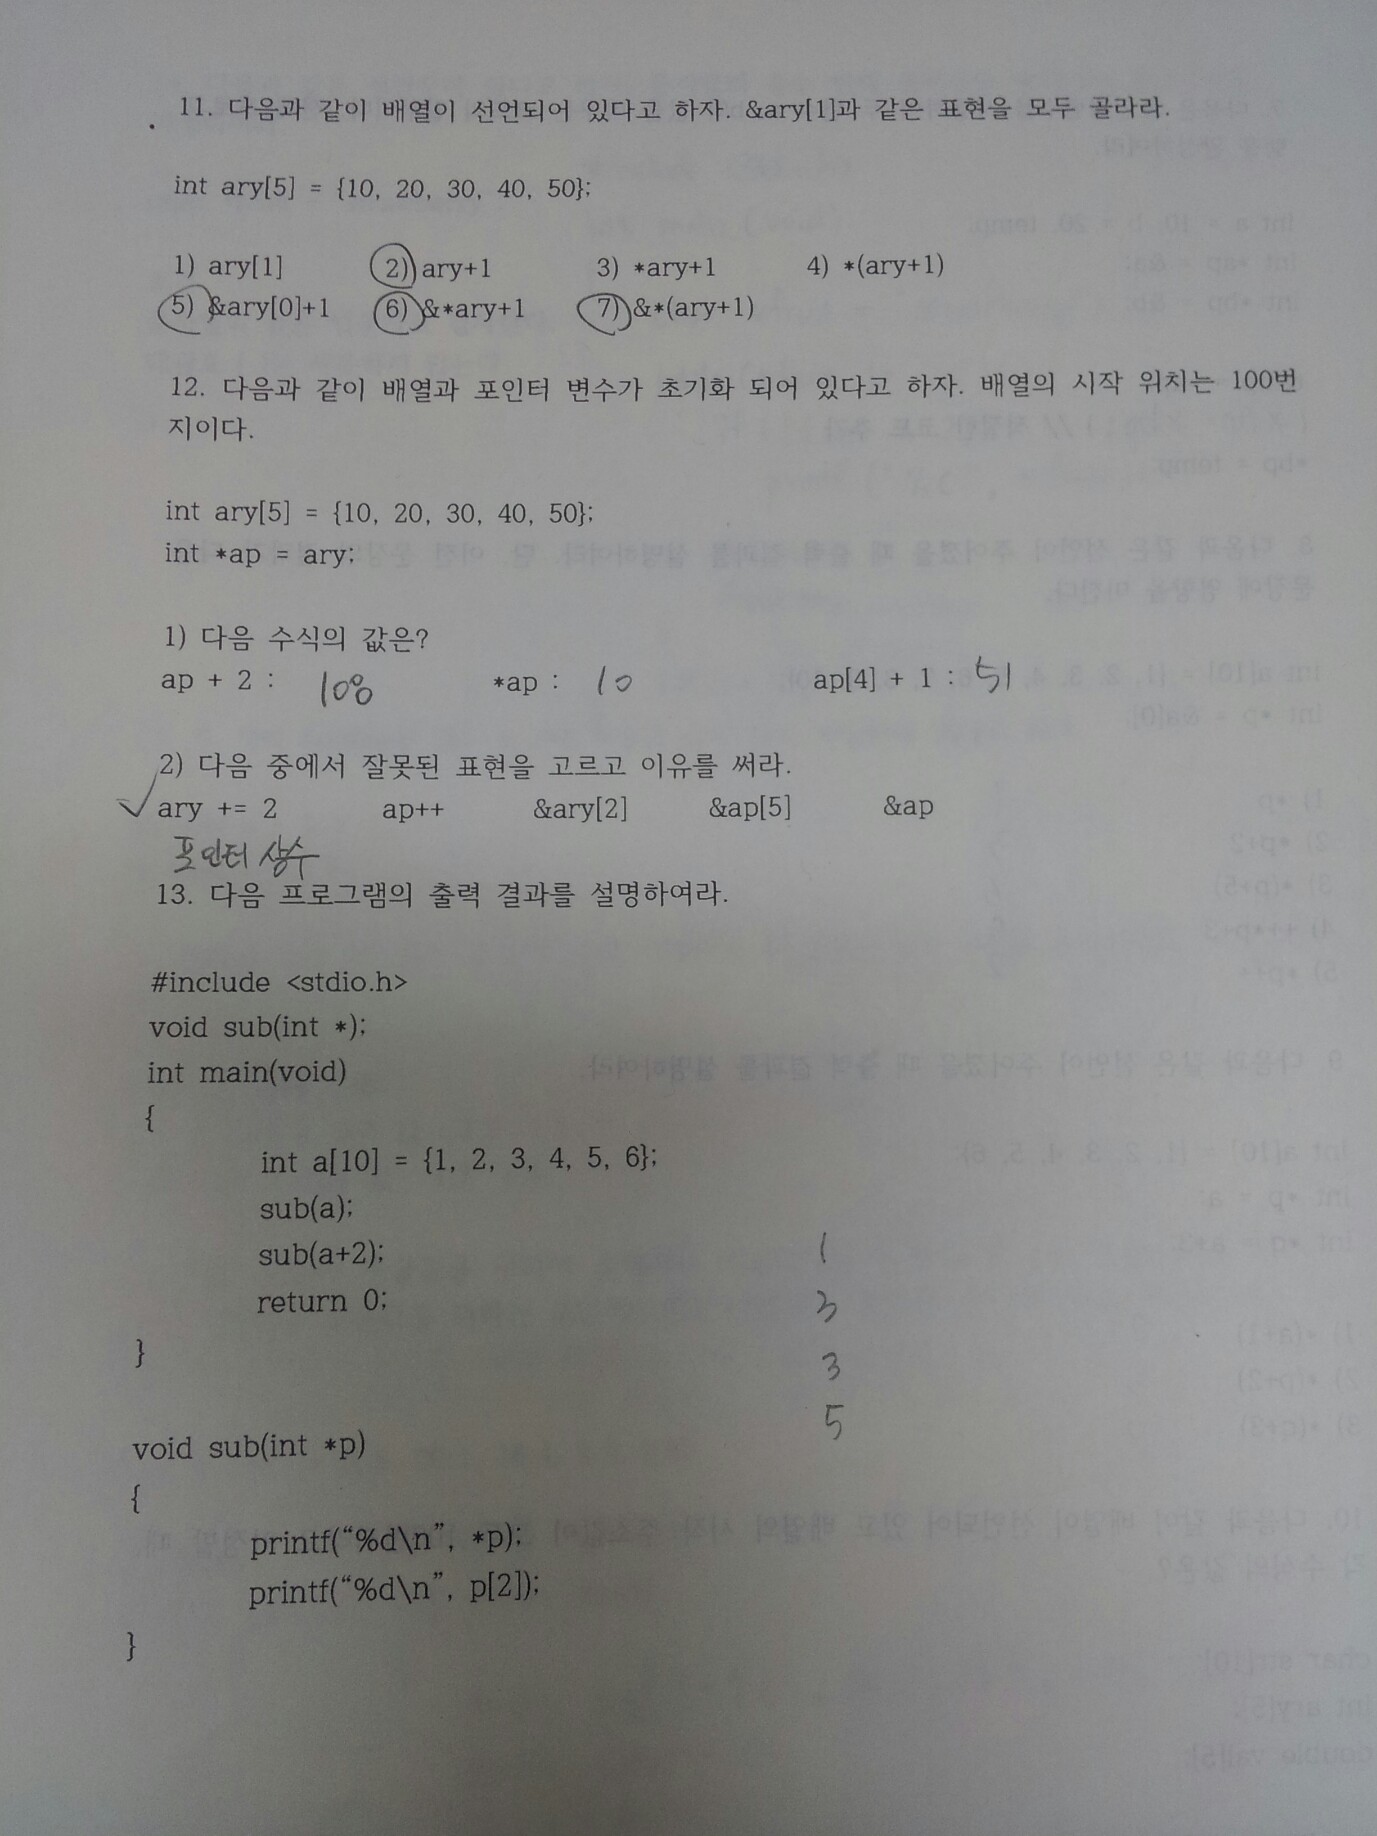 11. 다음과 같이 배열이 선언되어 있다고 하자. &ary[1]과 같은 표현을 모두 골라라.
int ary[5] = {10, 20, 30, 40, 50};
1) ary[1] 2) ary+1 3) *ary+1 4) *(ary+1)
5) &ary[0]+1 6) &*ary+1 7) &*(ary+1)
12. 다음과 같이 배열과 포인터 변수가 초기화 되어 있다고 하자. 배열의 시작 위치는 100번
지이다.
int ary[5] = {10, 20, 30, 40, 50};
int *ap = ary;
1) 다음 수식의 값은?
ap + 2 : 108 *ap : 10 ap[4] + 1 : 51
2) 다음 중에서 잘못된 표현을 고르고 이유를 써라.
ary += 2 ap++ &ary[2] &ap[5] &ap
포인터 상수
13. 다음 프로그램의 출력 결과를 설명하여라.
#include <stdio.h>
void sub(int *);
int main(void)
{
int a[10] = {1, 2, 3, 4, 5, 6};
sub(a);
sub(a+2);
1
return 0;
3
}
3
5
void sub(int *p)
{
printf(“%d\n”, *p);
printf(“%d\n”, p[2]);
}